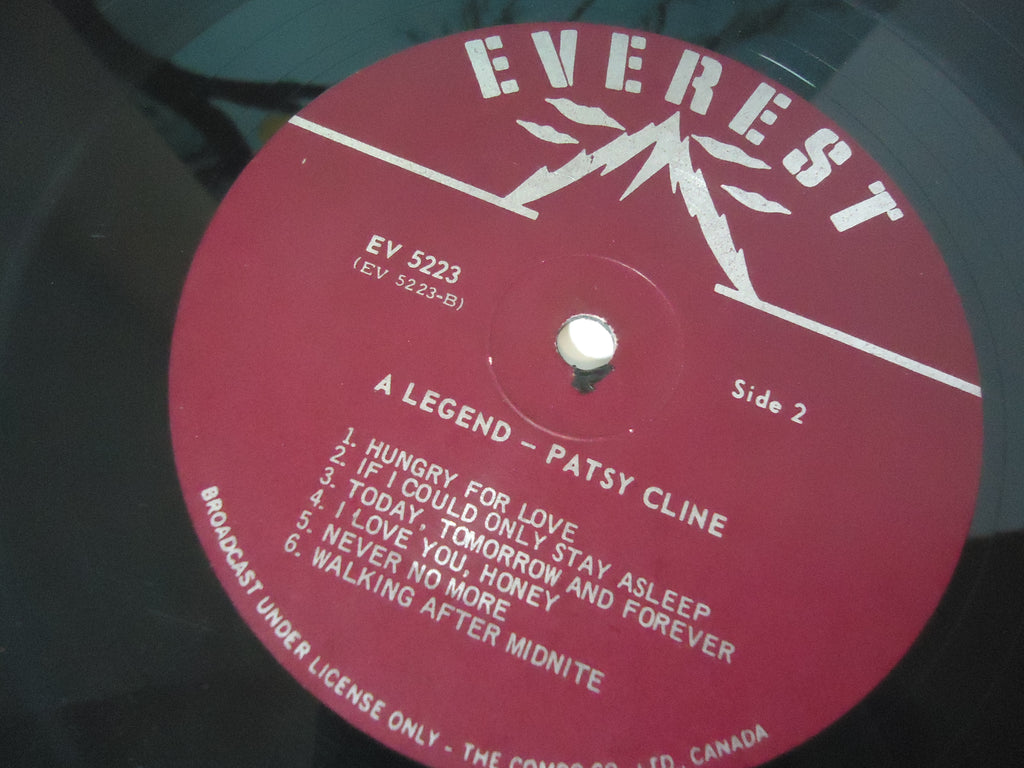 EVEREST
EV 5223
(EV 5223-B)
Side 2
A LEGEND – PATSY CLINE
1. HUNGRY FOR LOVE
2. IF I COULD ONLY STAY ASLEEP
3. TODAY, TOMORROW AND FOREVER
4. I LOVE YOU, HONEY
5. NEVER NO MORE
6. WALKING AFTER MIDNITE
BROADCAST UNDER LICENSE ONLY - THE CANADA